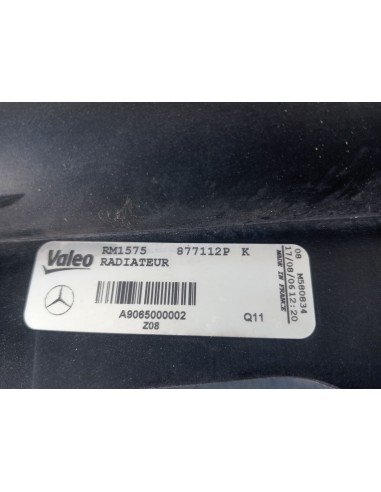 Valeo
RM1575 877112P K
RADIATEUR
A9065000002
Z08
Q11
08 M580834
17/08/06 12:20
MADE IN FRANCE